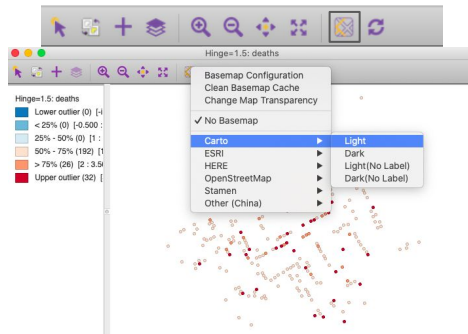 Hinge=1.5: deaths
Hinge=1.5: deaths
Lower outlier (0) [-i
< 25% (0) [-0.500 :
25% - 50% (0) [1 :
50% - 75% (192) [1
> 75% (26) [2 : 3.50
Upper outlier (32) [
Basemap Configuration
Clean Basemap Cache
Change Map Transparency
✓ No Basemap
Carto
ESRI
HERE
OpenStreetMap
Stamen
Other (China)
Light
Dark
Light(No Label)
Dark(No Label)